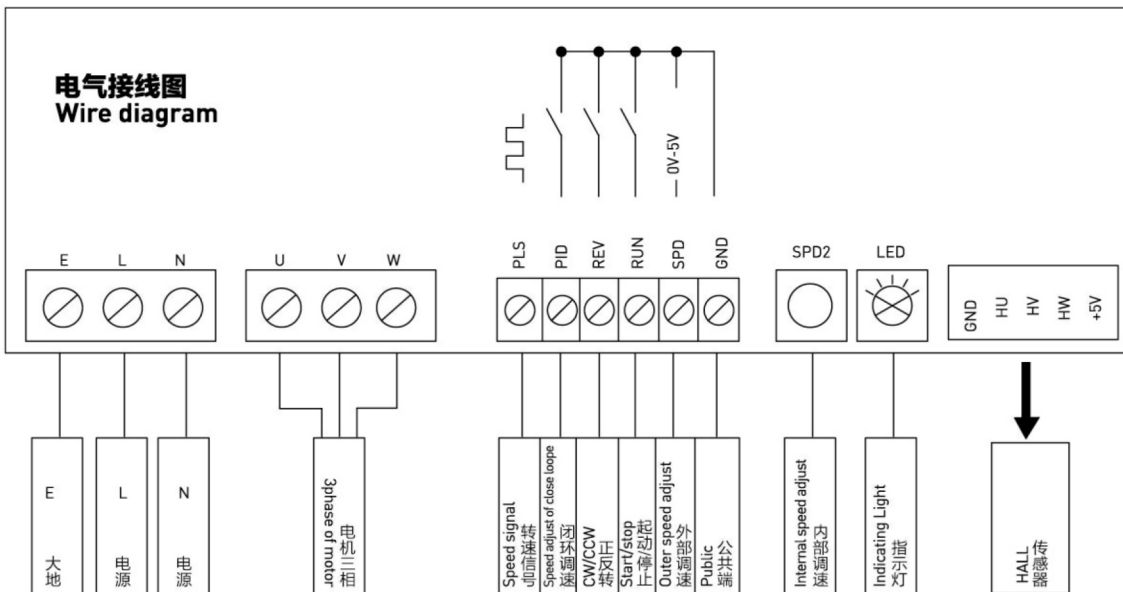 电气接线图
Wire diagram
0V-5V
E
L
N
U
V
W
PLS
PID
REV
RUN
SPD
GND
SPD2
LED
GND
HU
HV
HW
+5V
E
大地
L
电源
N
电源
3phase of motor
电机三相
Speed signal
转速信号
Speed adjust of close loope
闭环调速
CW/CCW
正反转
Start/stop
起动停止
Outer speed adjust
外部调速
Public
公共端
Internal speed adjust
内部调速
Indicating Light
指示灯
HALL
传感器